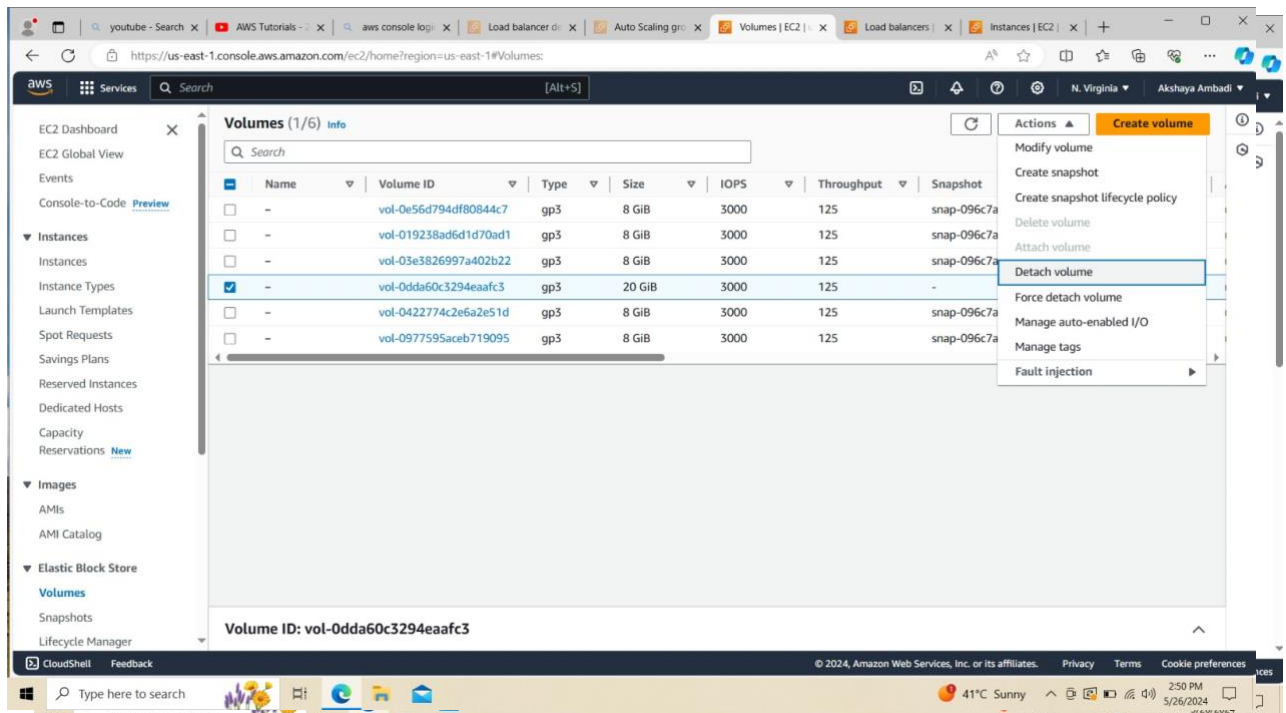 youtube - Search
AWS Tutorials - 2
aws console logi
Load balancer de
Auto Scaling gro
Volumes | EC2 | u
Load balancers |
Instances | EC2 |
https://us-east-1.console.aws.amazon.com/ec2/home?region=us-east-1#Volumes:
aws Services Search [Alt+S] N. Virginia Akshaya Ambadi
EC2 Dashboard
EC2 Global View
Events
Console-to-Code Preview
Instances
Instances
Instance Types
Launch Templates
Spot Requests
Savings Plans
Reserved Instances
Dedicated Hosts
Capacity
Reservations New
Images
AMIs
AMI Catalog
Elastic Block Store
Volumes
Snapshots
Lifecycle Manager
Volumes (1/6) Info
Actions Create volume
Search
Name Volume ID Type Size IOPS Throughput Snapshot
- vol-0e56d794df80844c7 gp3 8 GiB 3000 125 snap-096c7a
- vol-019238ad6d1d70ad1 gp3 8 GiB 3000 125 snap-096c7a
- vol-03e3826997a402b22 gp3 8 GiB 3000 125 snap-096c7a
- vol-0dda60c3294eaafc3 gp3 20 GiB 3000 125 -
- vol-0422774c2e6a2e51d gp3 8 GiB 3000 125 snap-096c7a
- vol-0977595aceb719095 gp3 8 GiB 3000 125 snap-096c7a
Modify volume
Create snapshot
Create snapshot lifecycle policy
Delete volume
Attach volume
Detach volume
Force detach volume
Manage auto-enabled I/O
Manage tags
Fault injection
Volume ID: vol-0dda60c3294eaafc3
CloudShell Feedback © 2024, Amazon Web Services, Inc. or its affiliates. Privacy Terms Cookie preferences
Type here to search 41°C Sunny 2:50 PM
5/26/2024